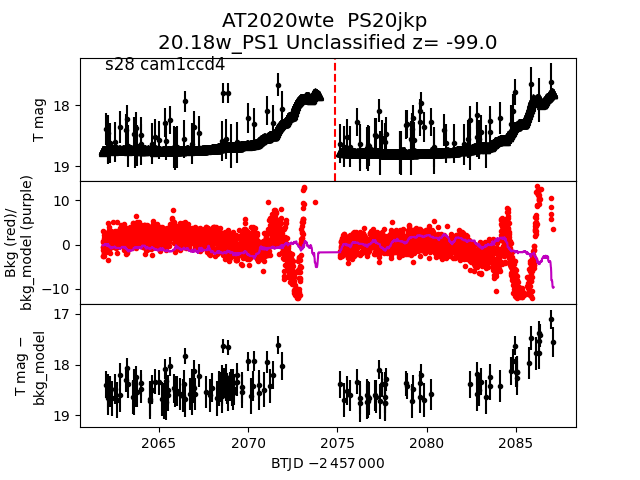 AT2020wte  PS20jkp
20.18w_PS1 Unclassified z= -99.0
s28 cam1ccd4
T mag
18
19
Bkg (red)/
bkg_model (purple)
10
0
−10
T mag −
bkg_model
17
18
19
2065
2070
2075
2080
2085
BTJD −2 457 000